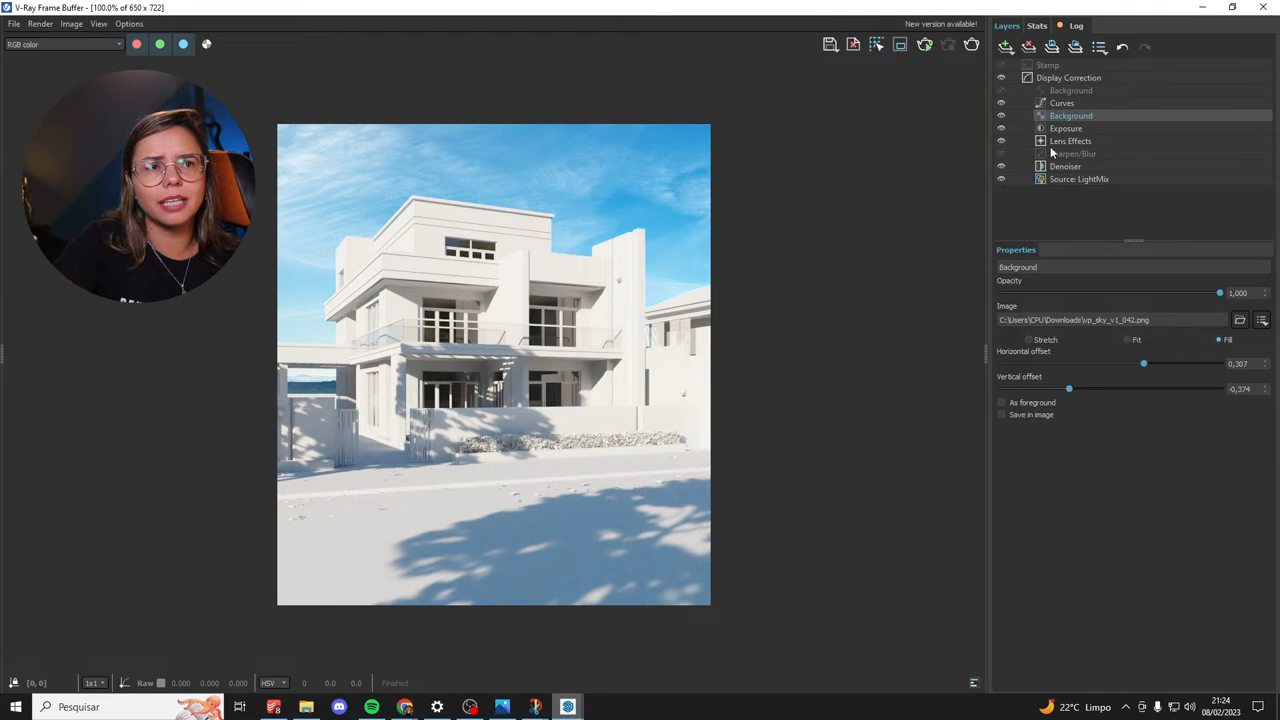 V-Ray Frame Buffer - [100.0% of 650 x 722]
File Render Image View Options
New version available!
Layers Stats Log
RGB color
Stamp
Display Correction
Background
Curves
Background
Exposure
Lens Effects
Sharpen/Blur
Denoiser
Source: LightMix
Properties
Background
Opacity
1,000
Image
C:\Users\CPU\Downloads\vp_sky_v1_042.png
Stretch Fit Fill
Horizontal offset
0,307
Vertical offset
-0,374
As foreground
Save in image
[0, 0] 1x1 Raw 0.000 0.000 0.000 HSV 0 0.0 0.0 Finished
Pesquisar
22°C Limpo
21:24
08/02/2023